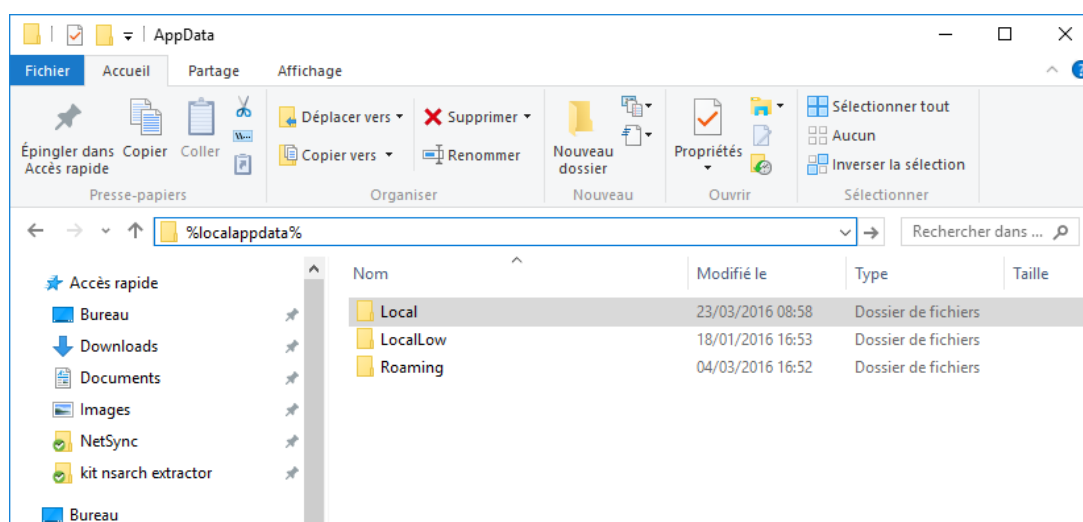 AppData
Fichier Accueil Partage Affichage
Épingler dans Accès rapide
Copier
Coller
Presse-papiers
Déplacer vers
Copier vers
Supprimer
Renommer
Organiser
Nouveau dossier
Nouveau
Propriétés
Ouvrir
Sélectionner tout
Aucun
Inverser la sélection
Sélectionner
%localappdata%
Rechercher dans ...
Accès rapide
Bureau
Downloads
Documents
Images
NetSync
kit nsarch extractor
Bureau
Nom Modifié le Type Taille
Local 23/03/2016 08:58 Dossier de fichiers
LocalLow 18/01/2016 16:53 Dossier de fichiers
Roaming 04/03/2016 16:52 Dossier de fichiers